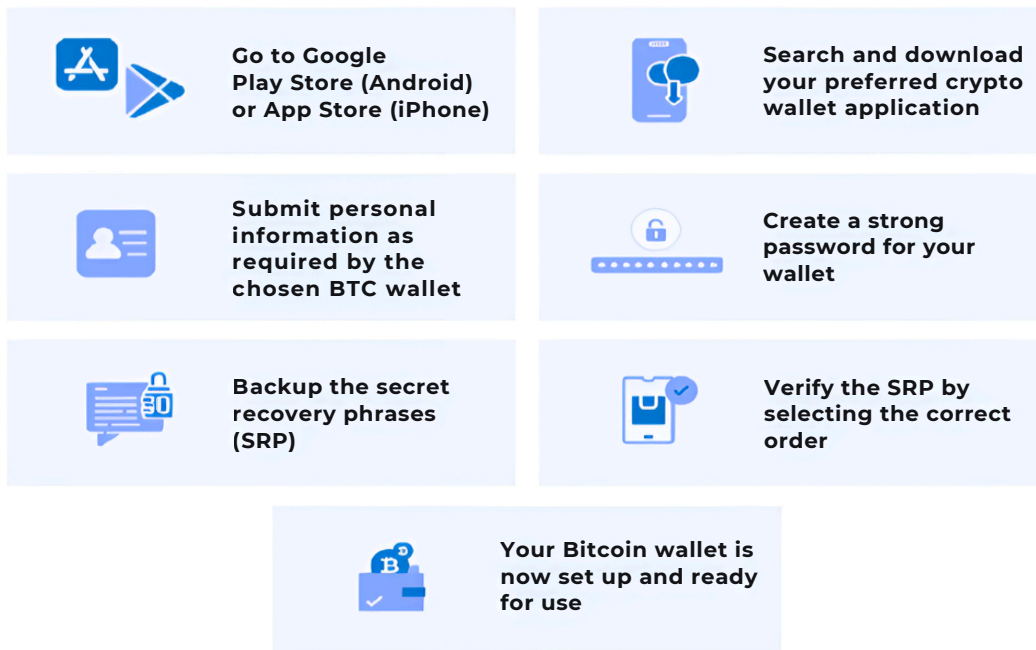 Go to Google
Play Store (Android)
or App Store (iPhone)
Search and download
your preferred crypto
wallet application
Submit personal
information as
required by the
chosen BTC wallet
Create a strong
password for your
wallet
Backup the secret
recovery phrases
(SRP)
Verify the SRP by
selecting the correct
order
Your Bitcoin wallet is
now set up and ready
for use